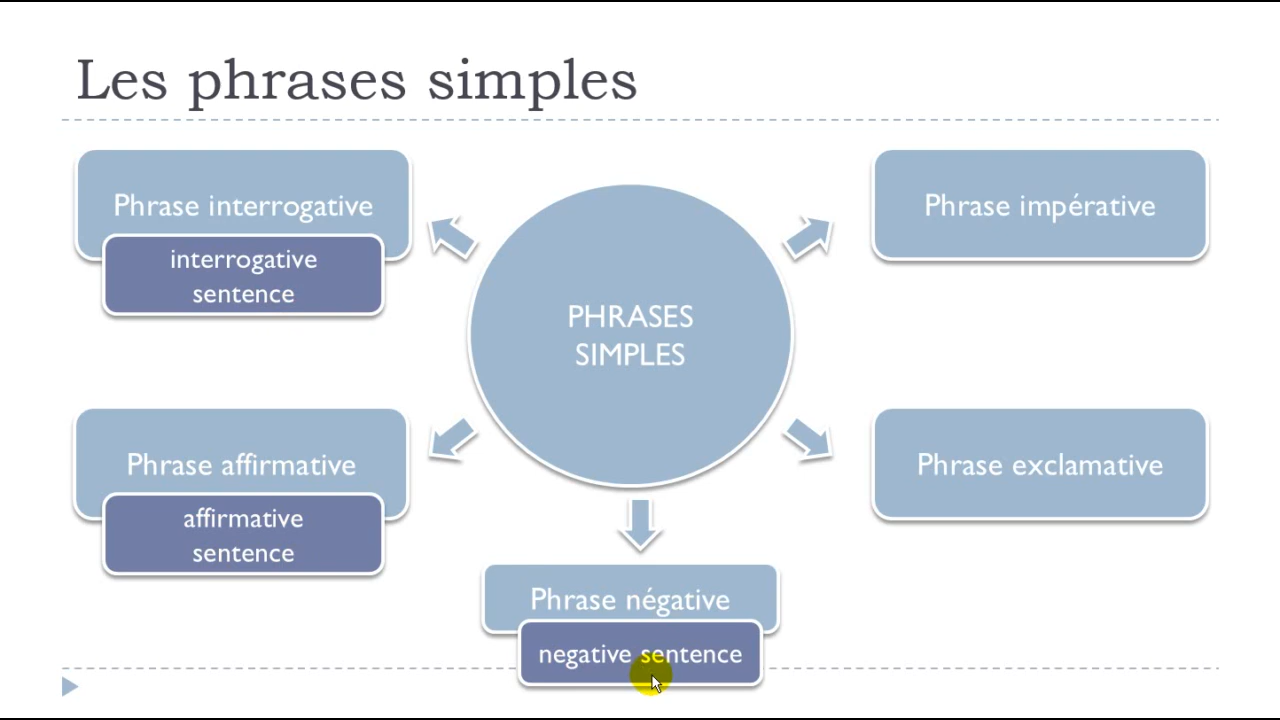 Les phrases simples
Phrase interrogative
interrogative
sentence
Phrase impérative
PHRASES
SIMPLES
Phrase affirmative
affirmative
sentence
Phrase exclamative
Phrase négative
negative sentence